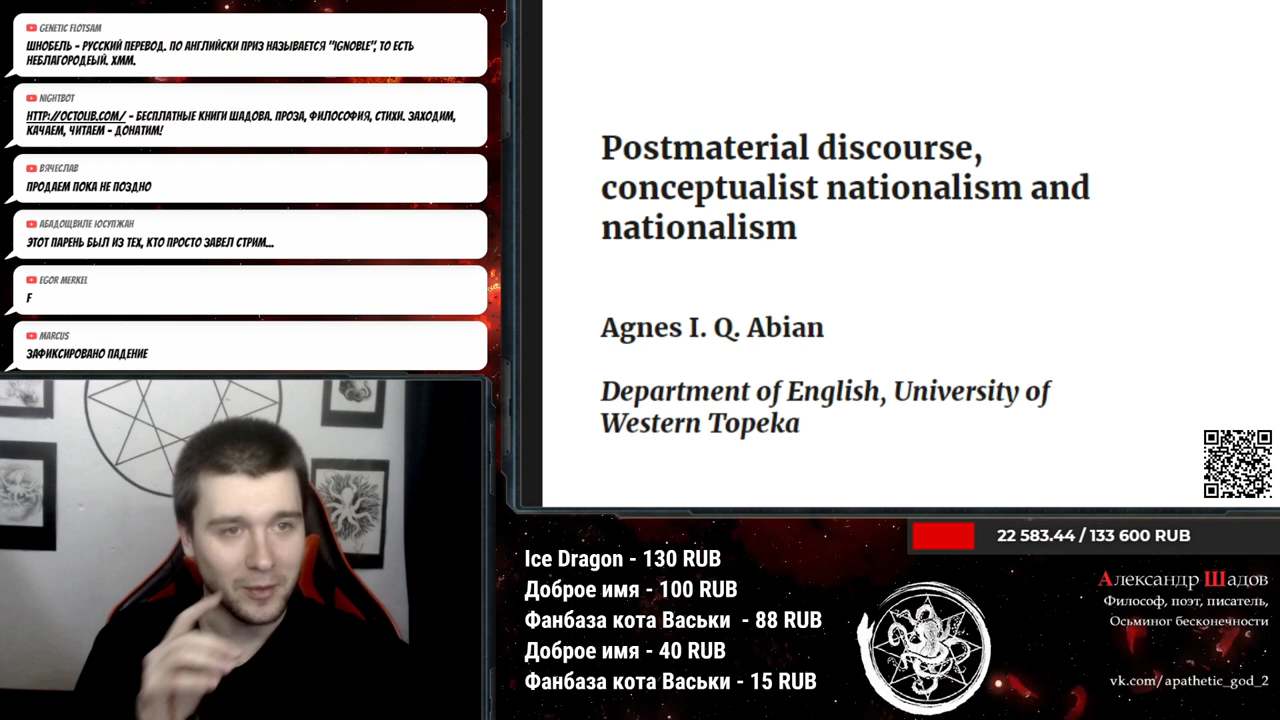 GENETIC FLOTSAM
ШНОБЕЛЬ - РУССКИЙ ПЕРЕВОД. ПО АНГЛИЙСКИ ПРИЗ НАЗЫВАЕТСЯ "IGNOBLE", ТО ЕСТЬ
НЕБЛАГОРОДЕЫЙ. ХММ.
NIGHTBOT
HTTP://OCTOLIB.COM/ - БЕСПЛАТНЫЕ КНИГИ ШАДОВА. ПРОЗА, ФИЛОСОФИЯ, СТИХИ. ЗАХОДИМ,
КАЧАЕМ, ЧИТАЕМ - ДОНАТИМ!
ВЯЧЕСЛАВ
ПРОДАЕМ ПОКА НЕ ПОЗДНО
АБАДОЩВИЛЕ ЮСУПЖАН
ЭТОТ ПАРЕНЬ БЫЛ ИЗ ТЕХ, КТО ПРОСТО ЗАВЕЛ СТРИМ...
EGOR MERKEL
F
MARCUS
ЗАФИКСИРОВАНО ПАДЕНИЕ
Postmaterial discourse,
conceptualist nationalism and
nationalism
Agnes I. Q. Abian
Department of English, University of
Western Topeka
22 583.44 / 133 600 RUB
Ice Dragon - 130 RUB
Доброе имя - 100 RUB
Фанбаза кота Васьки - 88 RUB
Доброе имя - 40 RUB
Фанбаза кота Васьки - 15 RUB
Александр Шадов
Философ, поэт, писатель,
Осьминог бесконечности
vk.com/apathetic_god_2